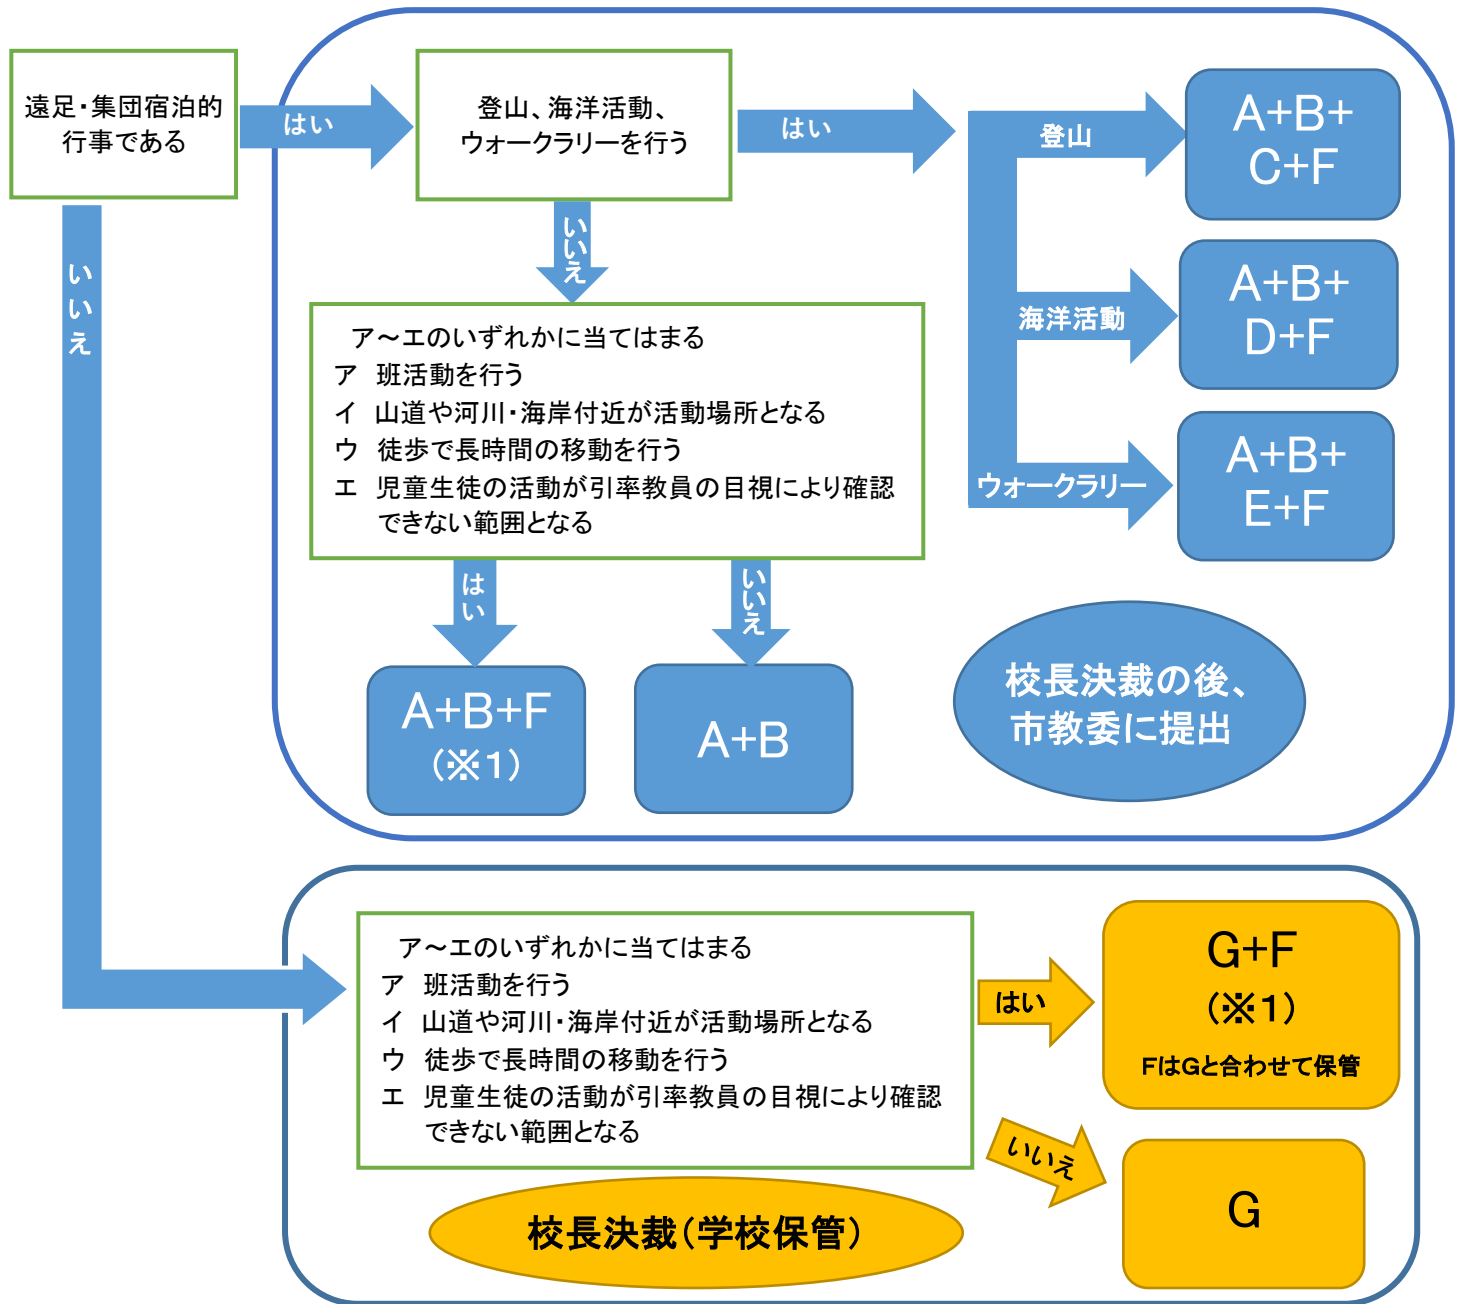 遠足・集団宿泊的
行事である
はい
登山、海洋活動、
ウォークラリーを行う
はい
登山
A+B+
C+F
海洋活動
A+B+
D+F
ウォークラリー
A+B+
E+F
いいえ
いいえ
ア～エのいずれかに当てはまる
ア 班活動を行う
イ 山道や河川・海岸付近が活動場所となる
ウ 徒歩で長時間の移動を行う
エ 児童生徒の活動が引率教員の目視により確認
できない範囲となる
はい
いいえ
A+B+F
(※1)
A+B
校長決裁の後、
市教委に提出
ア～エのいずれかに当てはまる
ア 班活動を行う
イ 山道や河川・海岸付近が活動場所となる
ウ 徒歩で長時間の移動を行う
エ 児童生徒の活動が引率教員の目視により確認
できない範囲となる
はい
G+F
(※1)
FはGと合わせて保管
いいえ
G
校長決裁(学校保管)